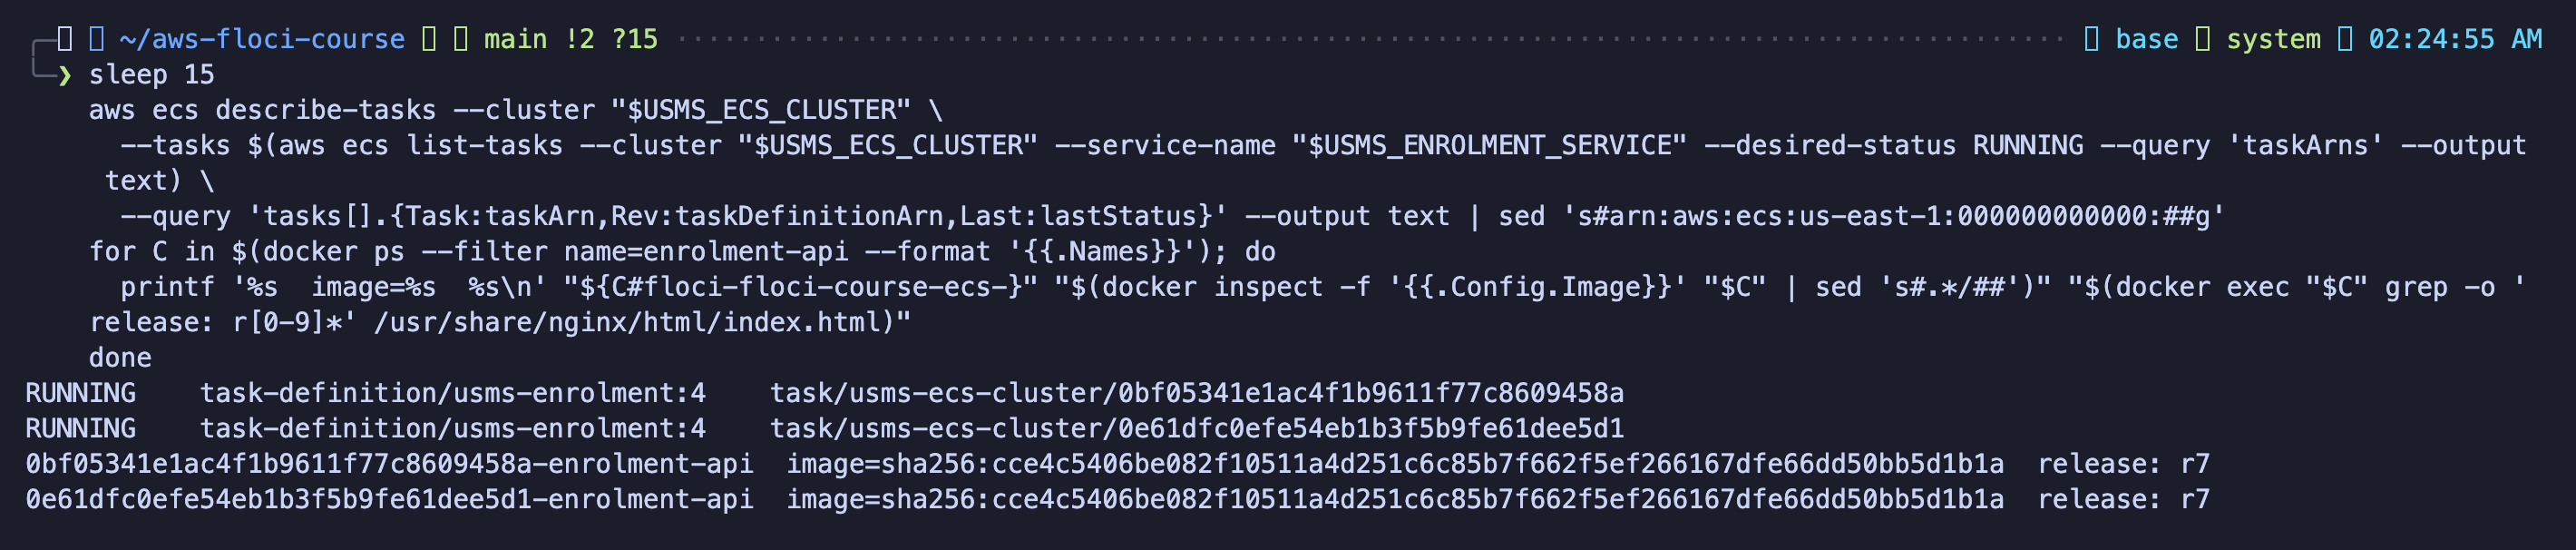 ~/aws-floci-course main !2 ?15 base system 02:24:55 AM
❯ sleep 15
aws ecs describe-tasks --cluster "$USMS_ECS_CLUSTER" \
--tasks $(aws ecs list-tasks --cluster "$USMS_ECS_CLUSTER" --service-name "$USMS_ENROLMENT_SERVICE" --desired-status RUNNING --query 'taskArns' --output
text) \
--query 'tasks[].{Task:taskArn,Rev:taskDefinitionArn,Last:lastStatus}' --output text | sed 's#arn:aws:ecs:us-east-1:000000000000:##g'
for C in $(docker ps --filter name=enrolment-api --format '{{.Names}}'); do
printf '%s  image=%s  %s\n' "${C#floci-floci-course-ecs-}" "$(docker inspect -f '{{.Config.Image}}' "$C" | sed 's#.*/##')" "$(docker exec "$C" grep -o '
release: r[0-9]*' /usr/share/nginx/html/index.html)"
done
RUNNING    task-definition/usms-enrolment:4    task/usms-ecs-cluster/0bf05341e1ac4f1b9611f77c8609458a
RUNNING    task-definition/usms-enrolment:4    task/usms-ecs-cluster/0e61dfc0efe54eb1b3f5b9fe61dee5d1
0bf05341e1ac4f1b9611f77c8609458a-enrolment-api  image=sha256:cce4c5406be082f10511a4d251c6c85b7f662f5ef266167dfe66dd50bb5d1b1a  release: r7
0e61dfc0efe54eb1b3f5b9fe61dee5d1-enrolment-api  image=sha256:cce4c5406be082f10511a4d251c6c85b7f662f5ef266167dfe66dd50bb5d1b1a  release: r7